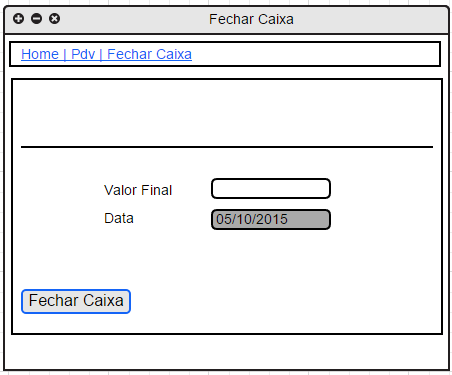 Fechar Caixa
Home | Pdv | Fechar Caixa
Valor Final
Data 05/10/2015
Fechar Caixa